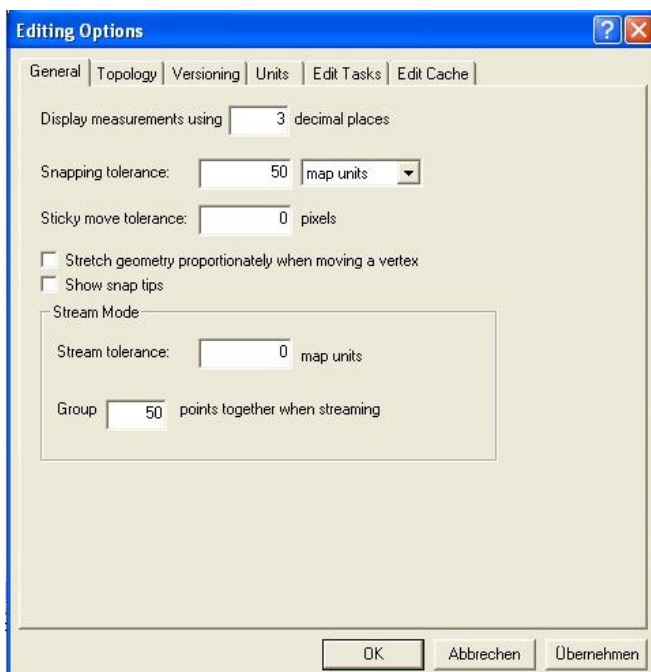 Editing Options
General Topology Versioning Units Edit Tasks Edit Cache
Display measurements using 3 decimal places
Snapping tolerance: 50 map units
Sticky move tolerance: 0 pixels
Stretch geometry proportionately when moving a vertex
Show snap tips
Stream Mode
Stream tolerance: 0 map units
Group 50 points together when streaming
OK Abbrechen Übernehmen